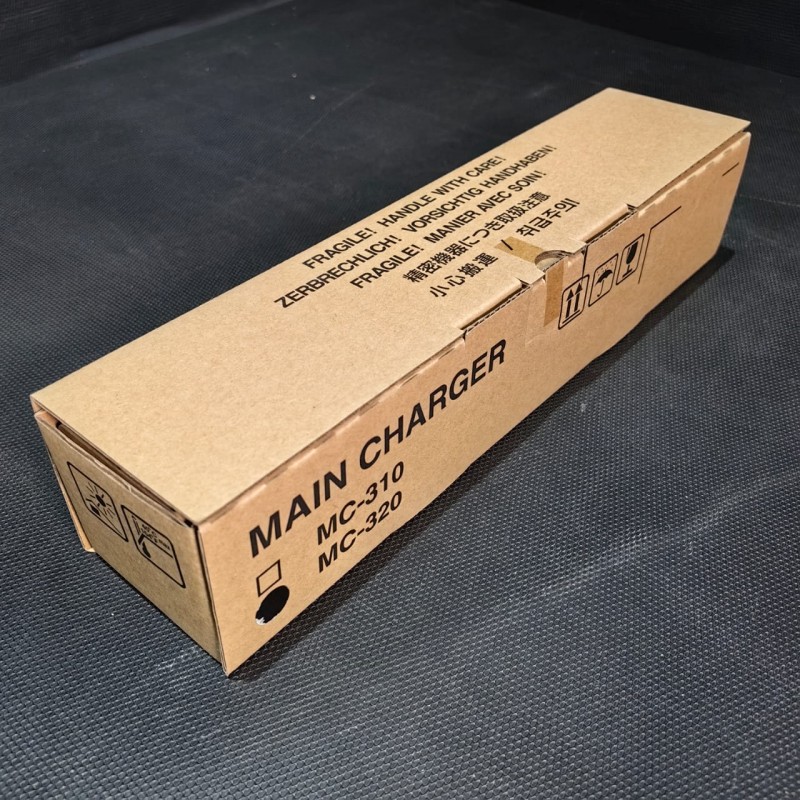 FRAGILE! HANDLE WITH CARE!
ZERBRECHLICH! VORSICHTIG HANDHABEN!
FRAGILE! MANIER AVEC SOIN!
精密機器につき取扱注意
小心搬運 / 취급주의
MAIN CHARGER
MC-310
MC-320